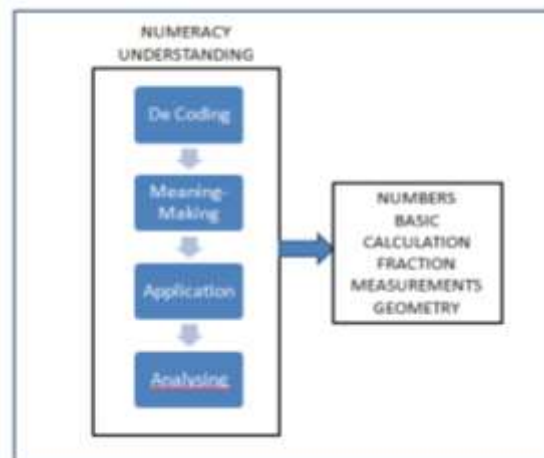 NUMERACY
UNDERSTANDING
De Coding
Meaning-
Making
Application
Analysing
NUMBERS
BASIC
CALCULATION
FRACTION
MEASUREMENTS
GEOMETRY